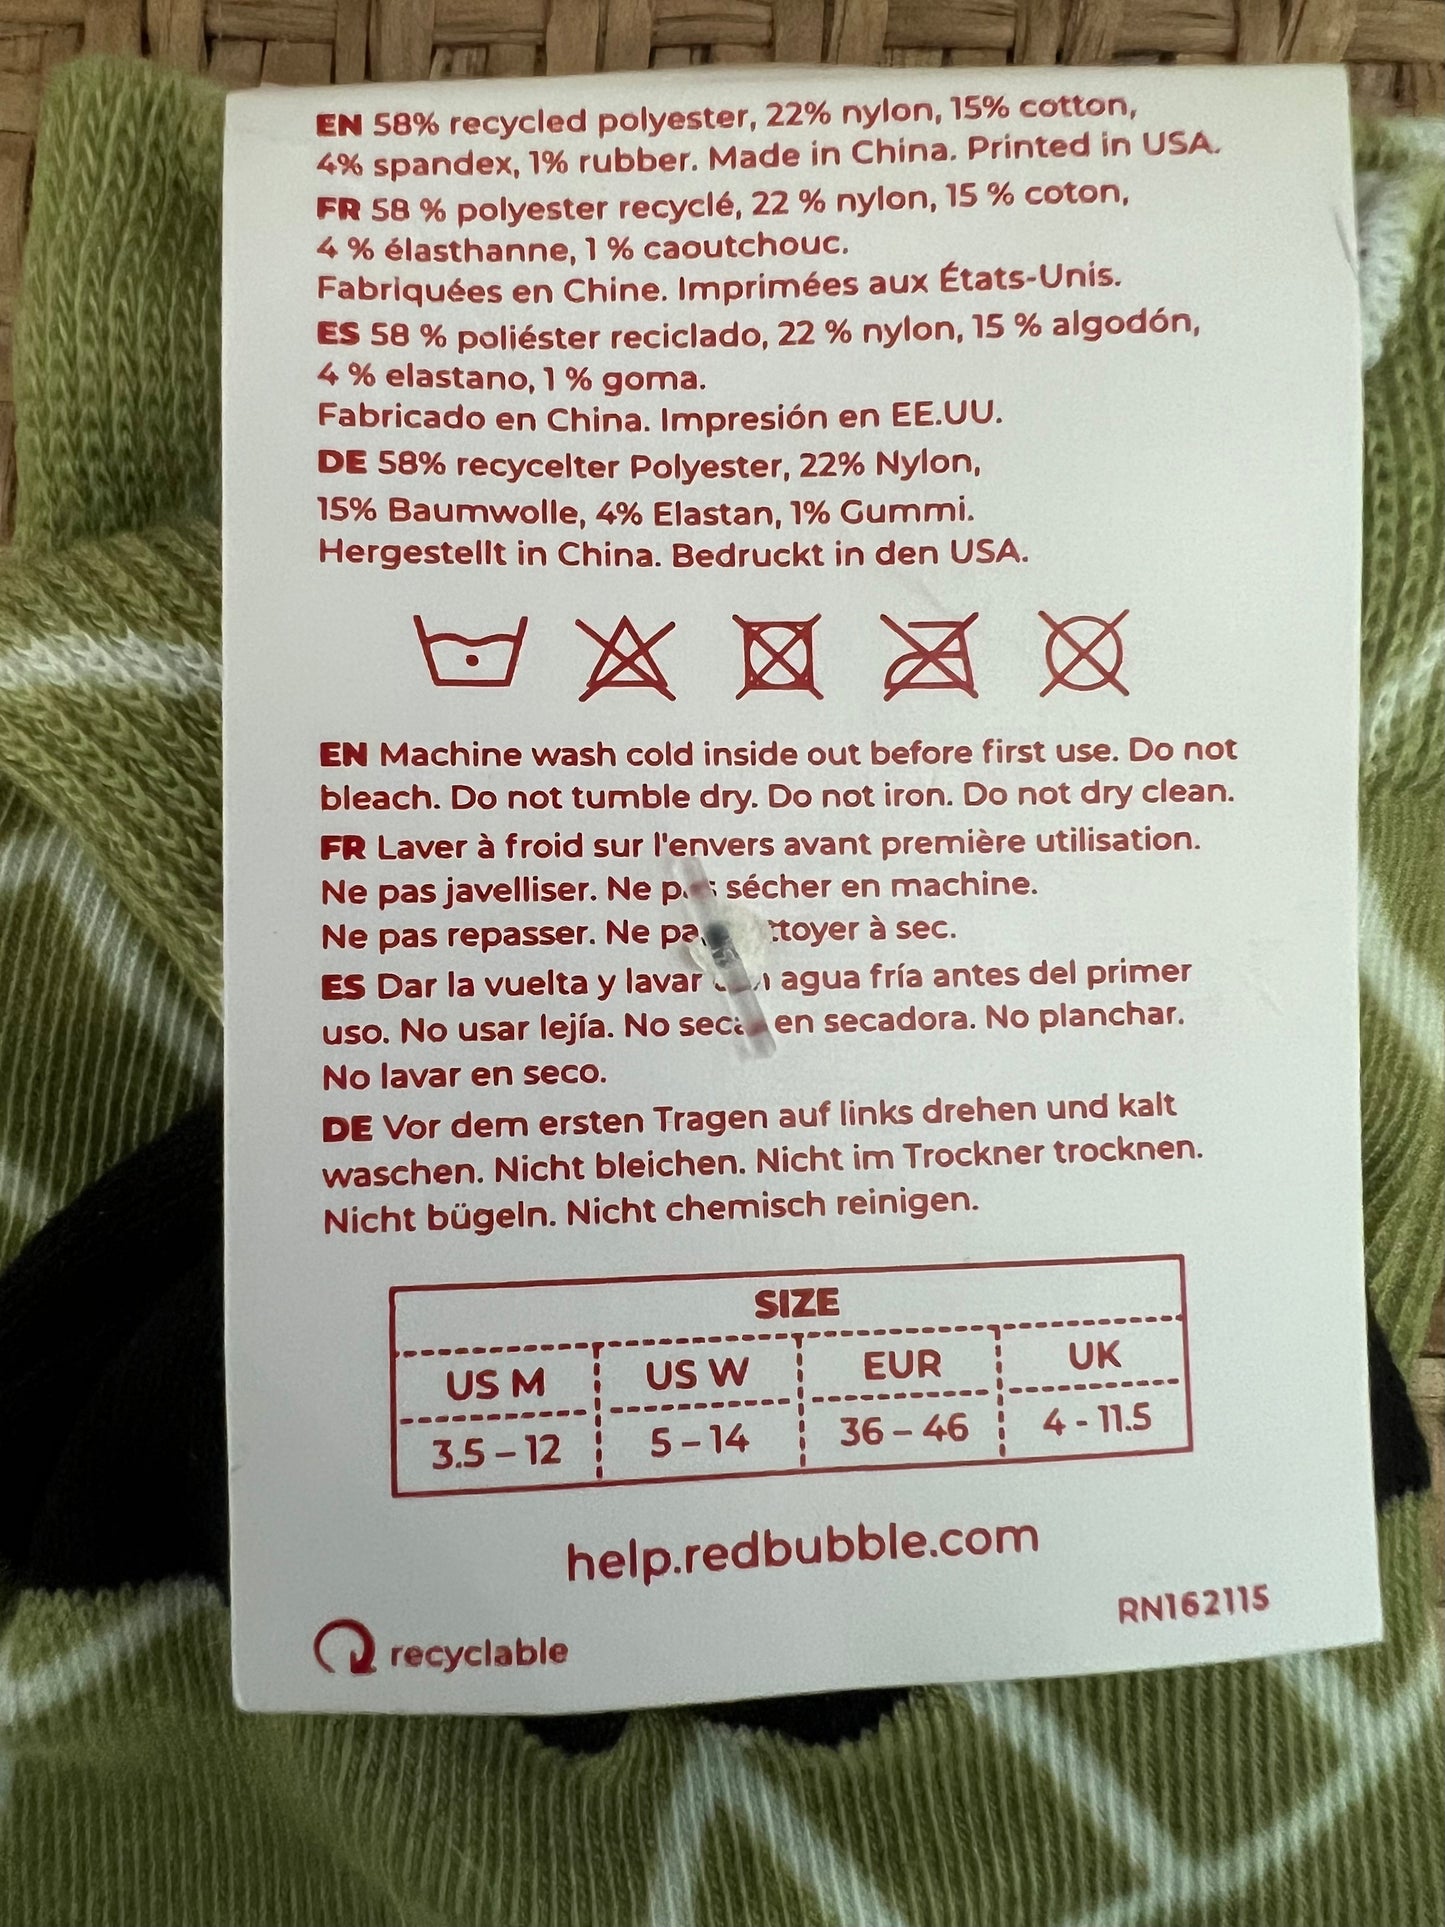 EN 58% recycled polyester, 22% nylon, 15% cotton,
4% spandex, 1% rubber. Made in China. Printed in USA.
FR 58 % polyester recyclé, 22 % nylon, 15 % coton,
4 % élasthanne, 1 % caoutchouc.
Fabriquées en Chine. Imprimées aux États-Unis.
ES 58 % poliéster reciclado, 22 % nylon, 15 % algodón,
4 % elastano, 1 % goma.
Fabricado en China. Impresión en EE.UU.
DE 58% recycelter Polyester, 22% Nylon,
15% Baumwolle, 4% Elastan, 1% Gummi.
Hergestellt in China. Bedruckt in den USA.
EN Machine wash cold inside out before first use. Do not
bleach. Do not tumble dry. Do not iron. Do not dry clean.
FR Laver à froid sur l'envers avant première utilisation.
Ne pas javelliser. Ne pas sécher en machine.
Ne pas repasser. Ne à sec.
ES Dar la vuelta y lavar agua fría antes del primer
uso. No usar lejía. No en secadora. No planchar.
No lavar en seco.
DE Vor dem ersten Tragen auf links drehen und kalt
waschen. Nicht bleichen. Nicht im Trockner trocknen.
Nicht bügeln. Nicht chemisch reinigen.
SIZE
US M US W EUR UK
3.5 – 12 5 – 14 36 – 46 4 - 11.5
help.redbubble.com
RN162115
recyclable